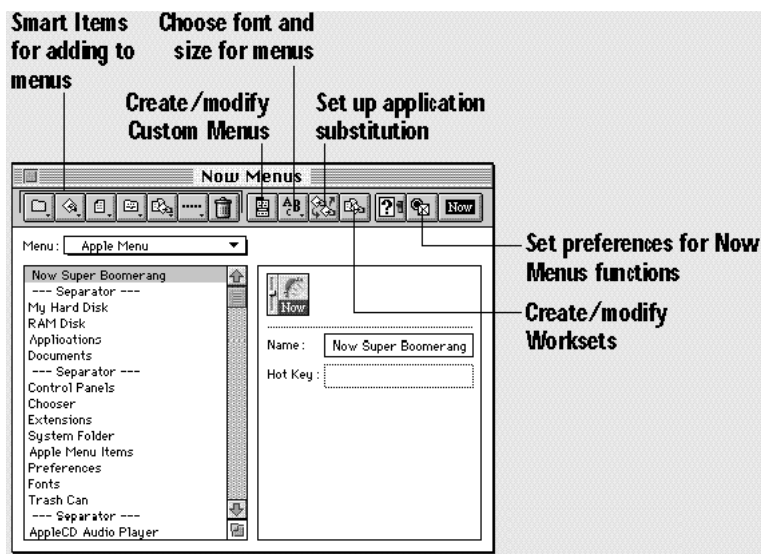 Smart Items
for adding to
menus
Choose font and
size for menus
Create/modify
Custom Menus
Set up application
substitution
Now Menus
A B
C
?
Now
Menu :
Apple Menu
Now Super Boomerang
--- Separator ---
My Hard Disk
RAM Disk
Applications
Documents
--- Separator ---
Control Panels
Chooser
Extensions
System Folder
Apple Menu Items
Preferences
Fonts
Trash Can
--- Separator ---
AppleCD Audio Player
Now
Name :
Now Super Boomerang
Hot Key :
Set preferences for Now
Menus functions
Create/modify
Worksets